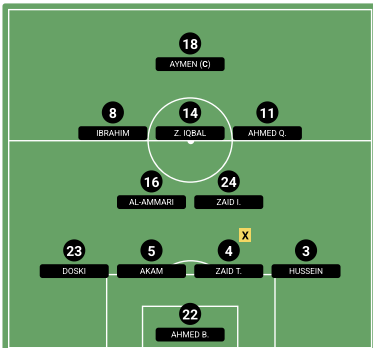 18
AYMEN (C)
8 14 11
IBRAHIM Z. IQBAL AHMED Q.
16 24
AL-AMMARI ZAID I.
X
23 5 4 3
DOSKI AKAM ZAID T. HUSSEIN
22
AHMED B.